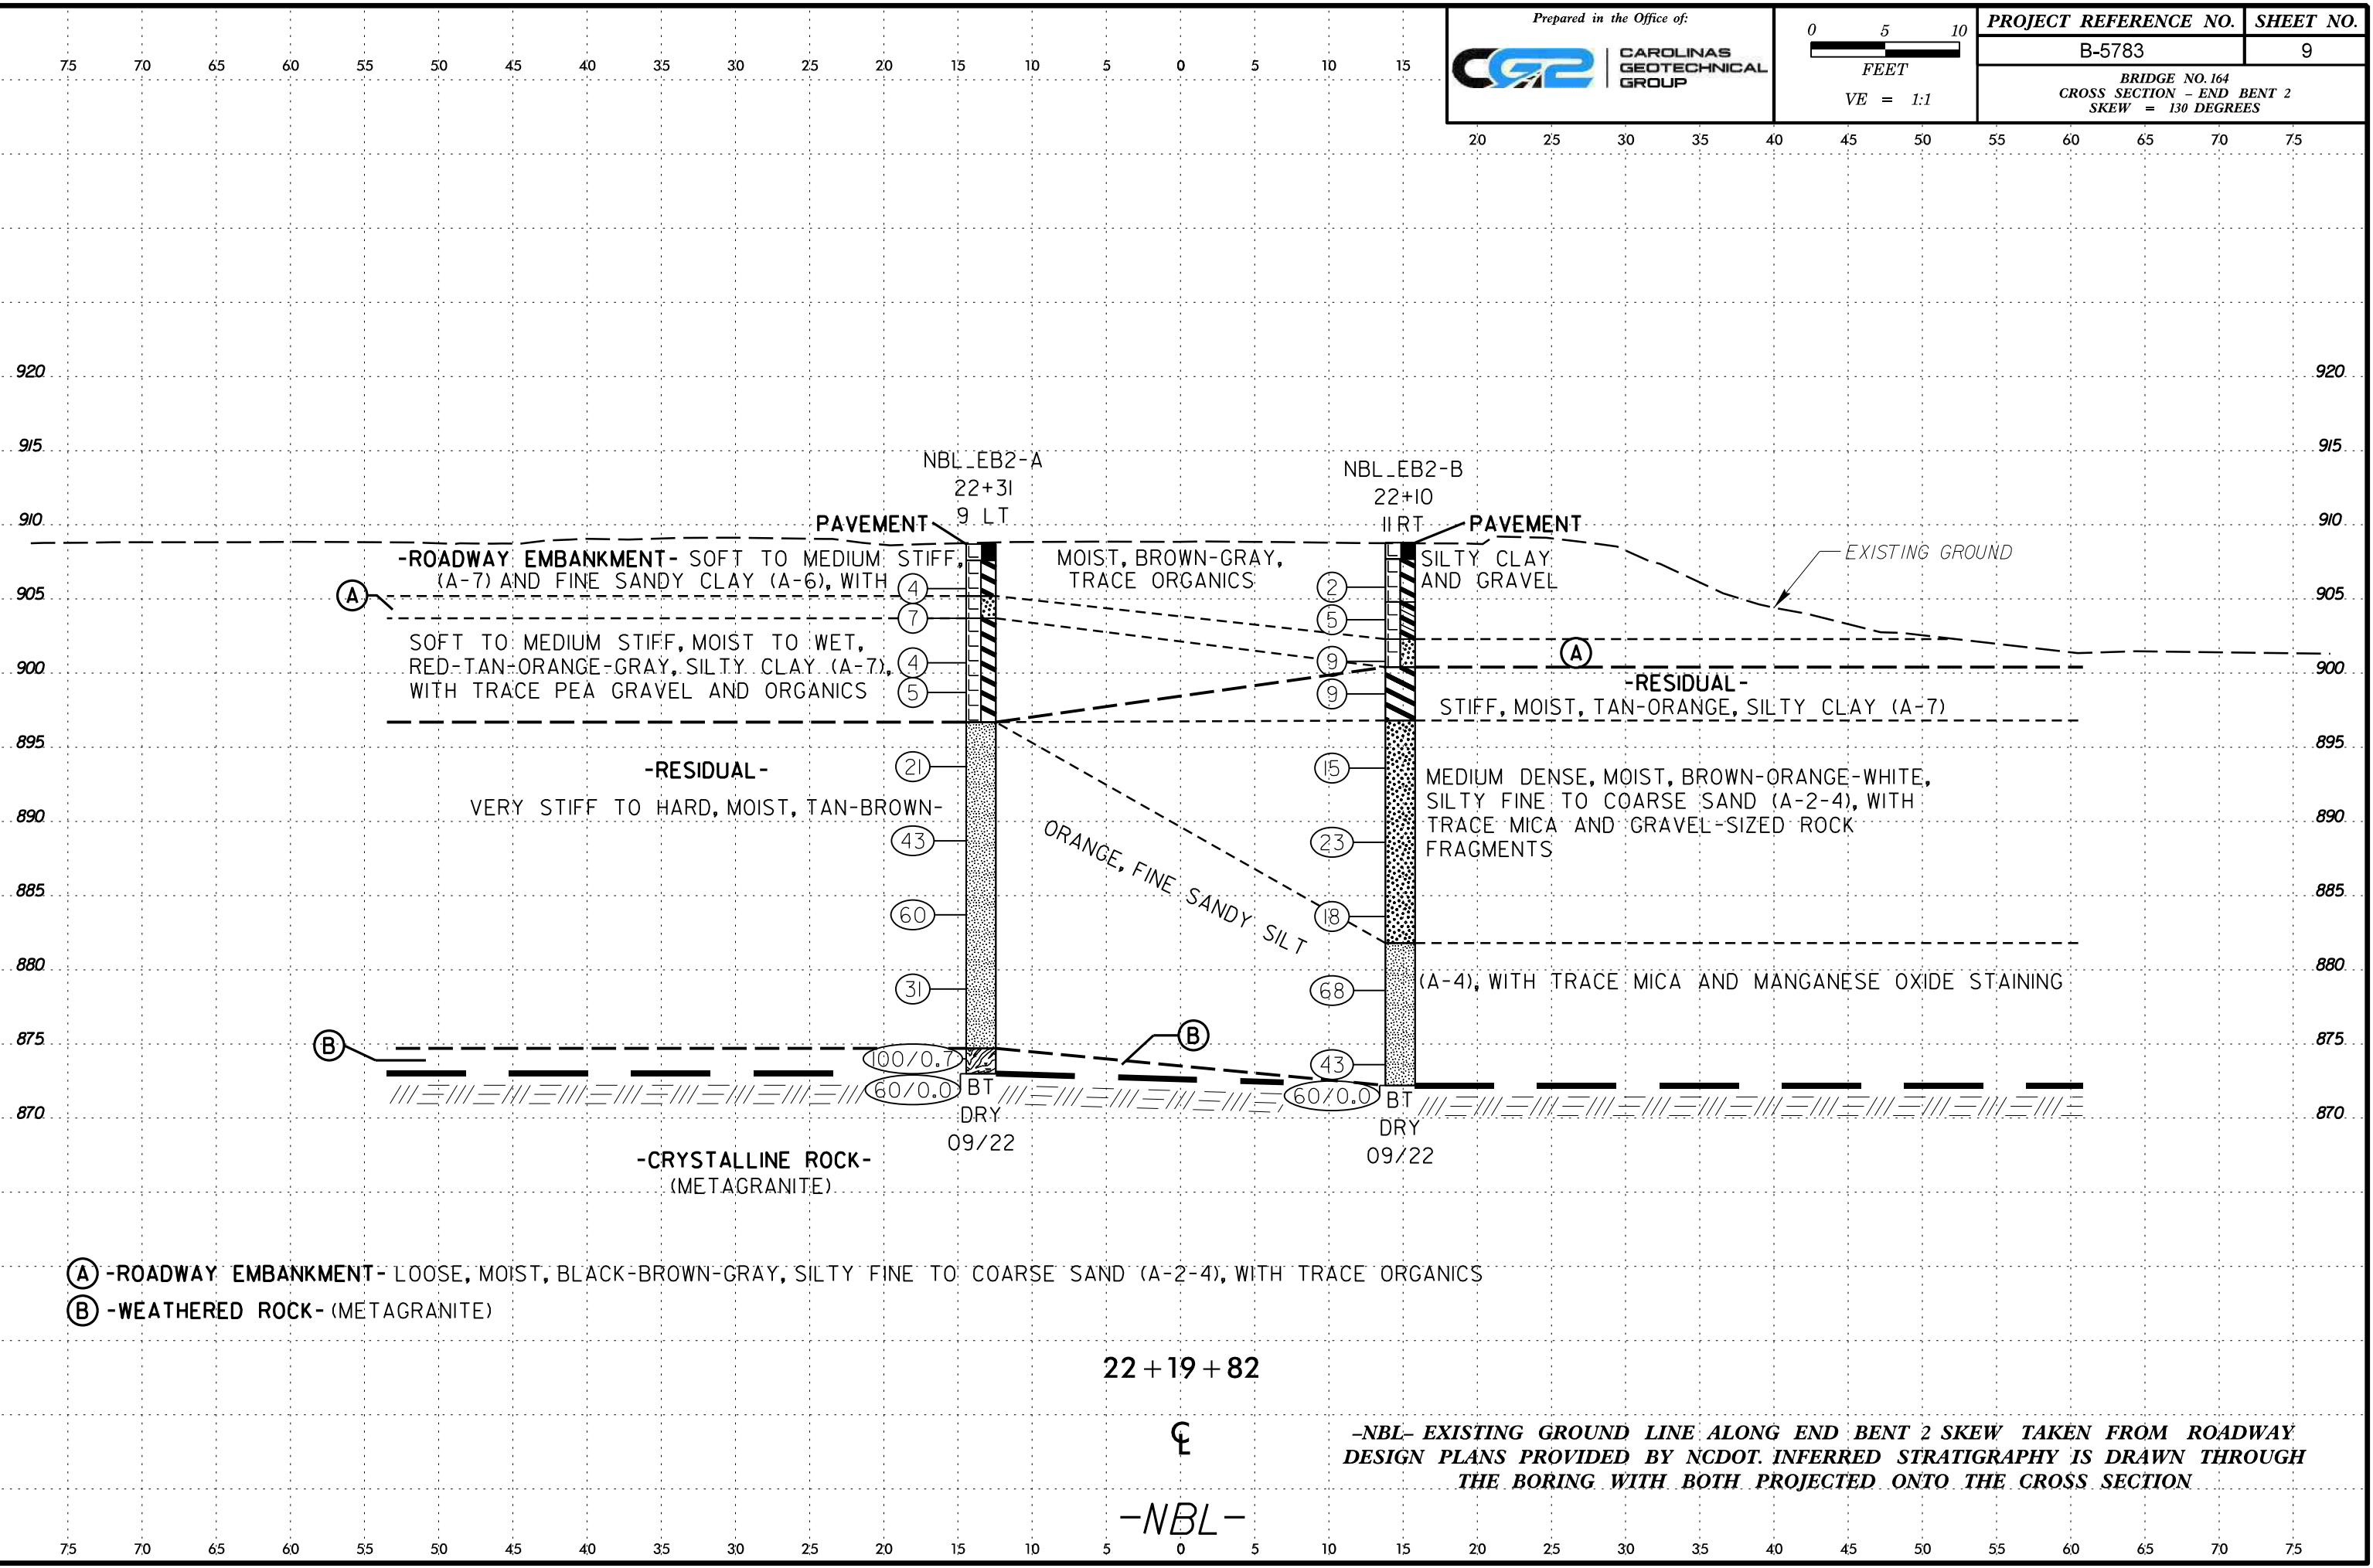 Prepared in the Office of:
CG2
CAROLINAS
GEOTECHNICAL
GROUP
0 5 10
FEET
VE = 1:1
PROJECT REFERENCE NO. SHEET NO.
B-5783 9
BRIDGE NO. 164
CROSS SECTION – END BENT 2
SKEW = 130 DEGREES
75 70 65 60 55 50 45 40 35 30 25 20 15 10 5 0 5 10 15
20 25 30 35 40 45 50 55 60 65 70 75
920 920
915 915
910 910
905 905
900 900
895 895
890 890
885 885
880 880
875 875
870 870
NBL_EB2-A
22+31
9 LT
NBL_EB2-B
22+10
11 RT
PAVEMENT
PAVEMENT
-ROADWAY EMBANKMENT- SOFT TO MEDIUM STIFF, MOIST, BROWN-GRAY, SILTY CLAY
(A-7) AND FINE SANDY CLAY (A-6), WITH TRACE ORGANICS AND GRAVEL
EXISTING GROUND
A
4
7
4
5
21
43
60
31
100/0.7
60/0.0
2
5
9
9
15
23
18
68
43
60/0.0
SOFT TO MEDIUM STIFF, MOIST TO WET,
RED-TAN-ORANGE-GRAY, SILTY CLAY (A-7),
WITH TRACE PEA GRAVEL AND ORGANICS
A
-RESIDUAL-
STIFF, MOIST, TAN-ORANGE, SILTY CLAY (A-7)
-RESIDUAL-
VERY STIFF TO HARD, MOIST, TAN-BROWN-
ORANGE, FINE SANDY SILT
(A-4), WITH TRACE MICA AND MANGANESE OXIDE STAINING
MEDIUM DENSE, MOIST, BROWN-ORANGE-WHITE,
SILTY FINE TO COARSE SAND (A-2-4), WITH
TRACE MICA AND GRAVEL-SIZED ROCK
FRAGMENTS
B
B
BT
DRY
09/22
BT
DRY
09/22
-CRYSTALLINE ROCK-
(METAGRANITE)
A -ROADWAY EMBANKMENT- LOOSE, MOIST, BLACK-BROWN-GRAY, SILTY FINE TO COARSE SAND (A-2-4), WITH TRACE ORGANICS
B -WEATHERED ROCK- (METAGRANITE)
22+19+82
℄
-NBL-
–NBL– EXISTING GROUND LINE ALONG END BENT 2 SKEW TAKEN FROM ROADWAY
DESIGN PLANS PROVIDED BY NCDOT. INFERRED STRATIGRAPHY IS DRAWN THROUGH
THE BORING WITH BOTH PROJECTED ONTO THE CROSS SECTION
75 70 65 60 55 50 45 40 35 30 25 20 15 10 5 0 5 10 15 20 25 30 35 40 45 50 55 60 65 70 75